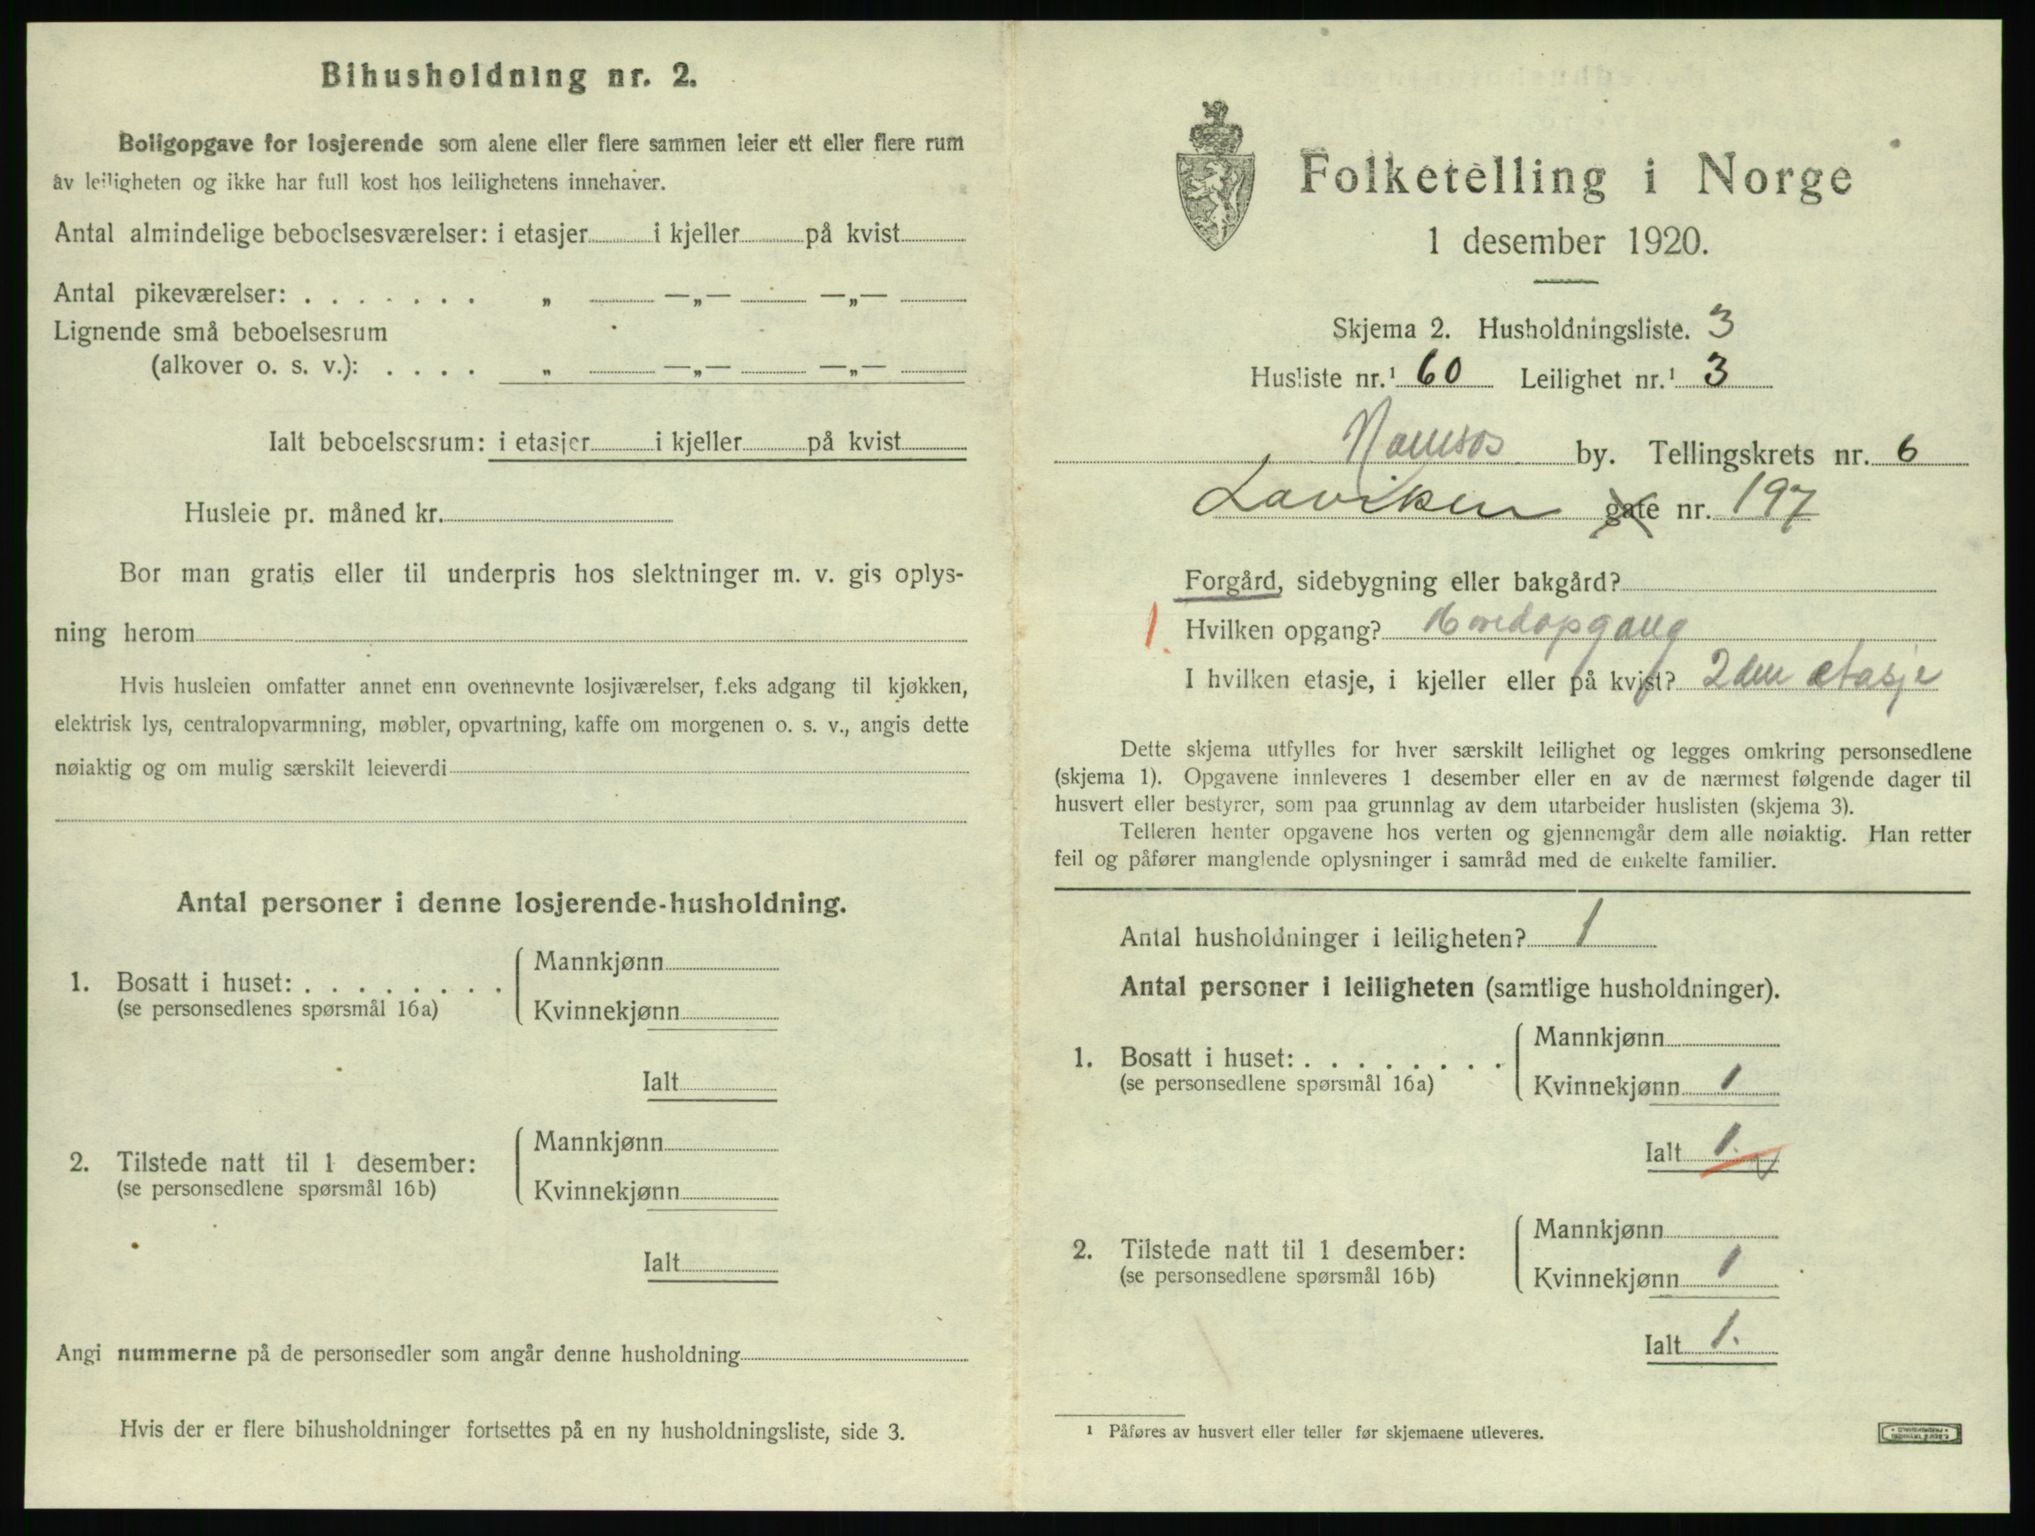 Bihusholdning nr. 2.
Boligopgave for losjerende som alene eller flere sammen leier ett eller flere rum
av leiligheten og ikke har full kost hos leilighetens innehaver.
Antal almindelige beboelsesværelser: i etasjer i kjeller på kvist
Antal pikeværelser: . . . . . . . „ —„— —„—
Lignende små beboelsesrum
(alkover o. s. v.): . . . . „ —„— —„—
Ialt beboelsesrum: i etasjer i kjeller på kvist
Husleie pr. måned kr.
Bor man gratis eller til underpris hos slektninger m. v. gis oplys-
ning herom
Hvis husleien omfatter annet enn ovennevnte losjiværelser, f.eks adgang til kjøkken,
elektrisk lys, centralopvarmning, møbler, opvartning, kaffe om morgenen o. s. v., angis dette
nøiaktig og om mulig særskilt leieverdi
Antal personer i denne losjerende-husholdning.
1. Bosatt i huset: . . . . . . . .
(se personsedlenes spørsmål 16a)
Mannkjønn
Kvinnekjønn
Ialt
2. Tilstede natt til 1 desember:
(se personsedlene spørsmål 16b)
Mannkjønn
Kvinnekjønn
Ialt
Angi nummerne på de personsedler som angår denne husholdning
Hvis der er flere bihusholdninger fortsettes på en ny husholdningsliste, side 3.
Folketelling i Norge
1 desember 1920.
Skjema 2. Husholdningsliste. 3
Husliste nr.¹ 60 Leilighet nr.¹ 3
Namsos by. Tellingskrets nr. 6
Laviken gate nr. 197
Forgård, sidebygning eller bakgård?
1. Hvilken opgang? Hovedopgang
I hvilken etasje, i kjeller eller på kvist? 2den etasje
Dette skjema utfylles for hver særskilt leilighet og legges omkring personsedlene
(skjema 1). Opgavene innleveres 1 desember eller en av de nærmest følgende dager til
husvert eller bestyrer, som paa grunnlag av dem utarbeider huslisten (skjema 3).
Telleren henter opgavene hos verten og gjennemgår dem alle nøiaktig. Han retter
feil og påfører manglende oplysninger i samråd med de enkelte familier.
Antal husholdninger i leiligheten? 1
Antal personer i leiligheten (samtlige husholdninger).
1. Bosatt i huset: . . . . . . . .
(se personsedlene spørsmål 16a)
Mannkjønn
Kvinnekjønn 1
Ialt 1.
2. Tilstede natt til 1 desember:
(se personsedlene spørsmål 16b)
Mannkjønn
Kvinnekjønn 1
Ialt 1.
¹ Påføres av husvert eller teller før skjemaene utleveres.